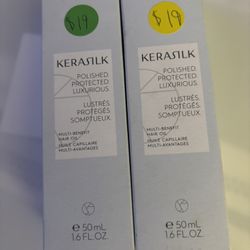 $19
KERASILK
POLISHED.
PROTECTED.
LUXURIOUS.
LUSTRÉS.
PROTÉGÉS.
SOMPTUEUX.
MULTI-BENEFIT
HAIR OIL
HUILE CAPILLAIRE
MULTI-AVANTAGES
e 50 mL
1.6 FL.OZ.
$19
KERASILK
POLISHED.
PROTECTED.
LUXURIOUS.
LUSTRÉS.
PROTÉGÉS.
SOMPTUEUX.
MULTI-BENEFIT
HAIR OIL
HUILE CAPILLAIRE
MULTI-AVANTAGES
e 50 mL
1.6 FL.OZ.